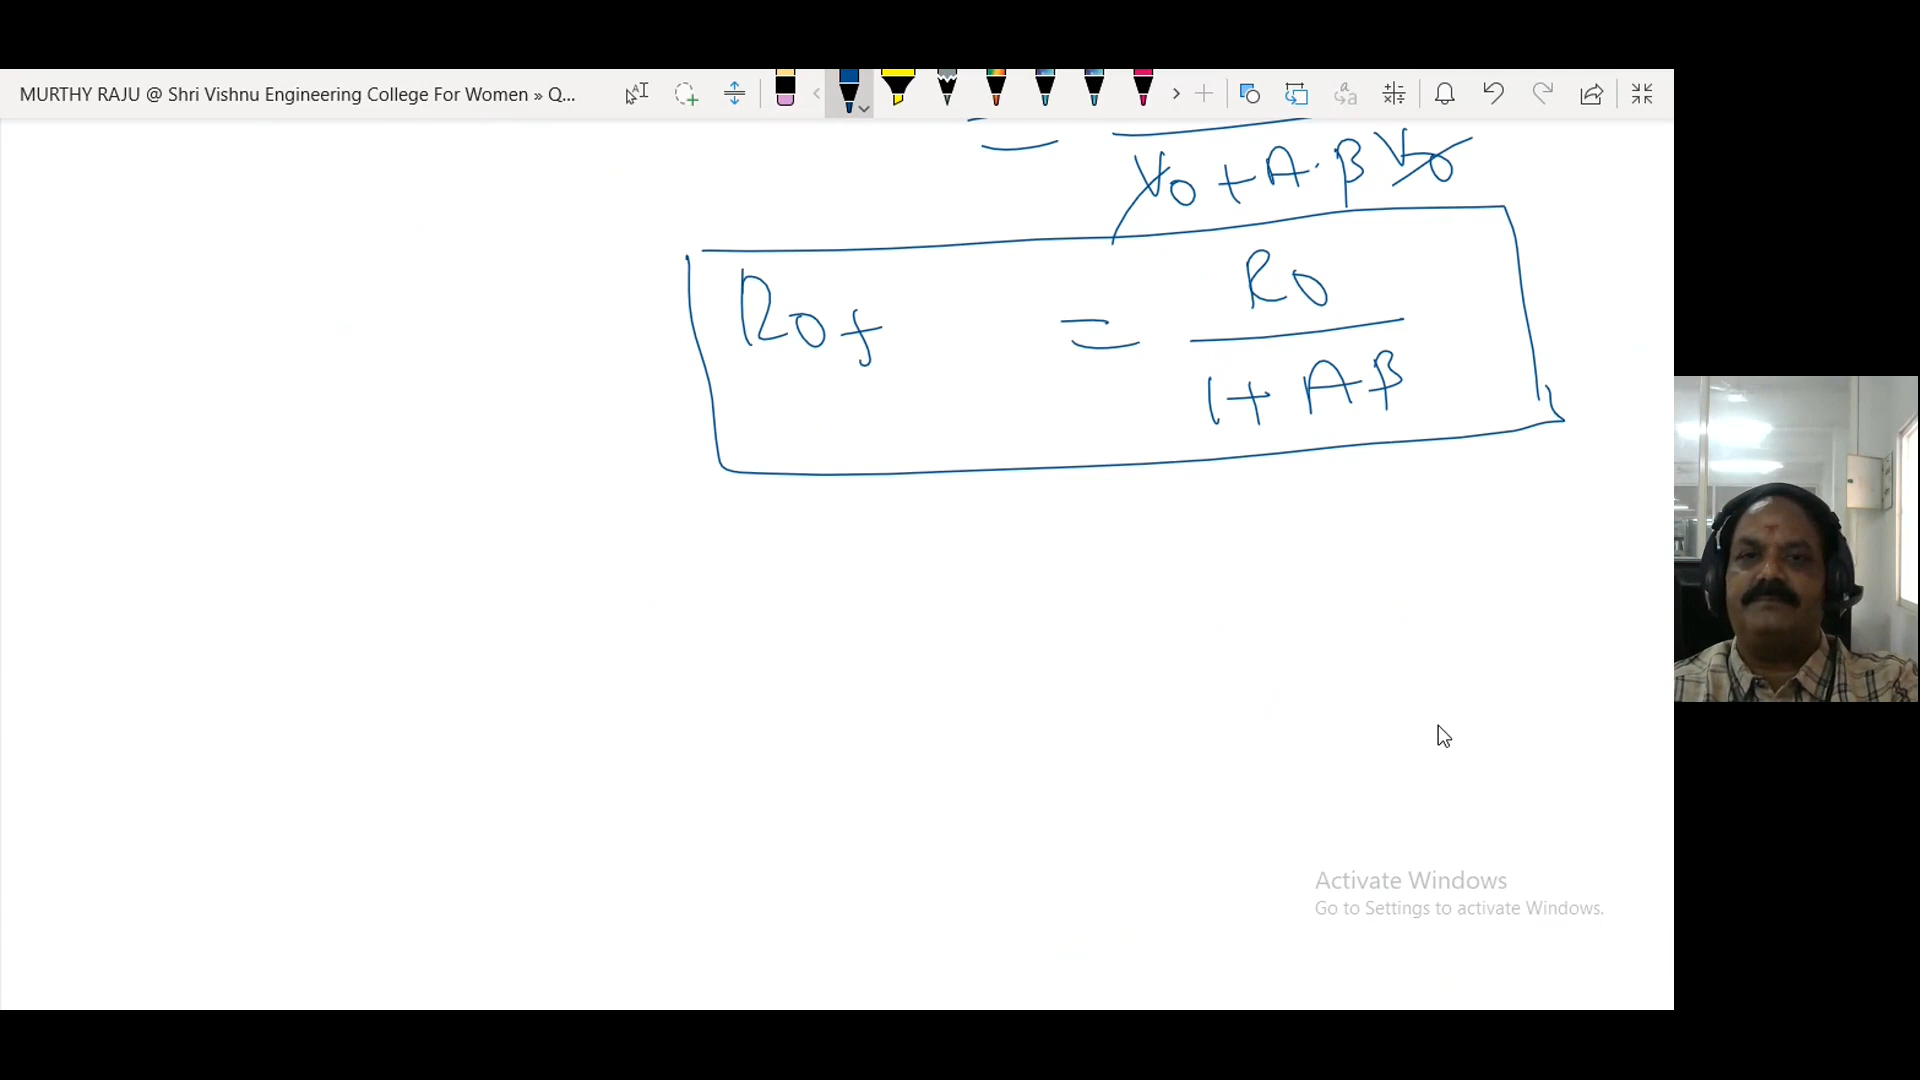 MURTHY RAJU @ Shri Vishnu Engineering College For Women » Q...
=
V0 + A · β V0
R0f = R0
1 + Aβ
Activate Windows
Go to Settings to activate Windows.